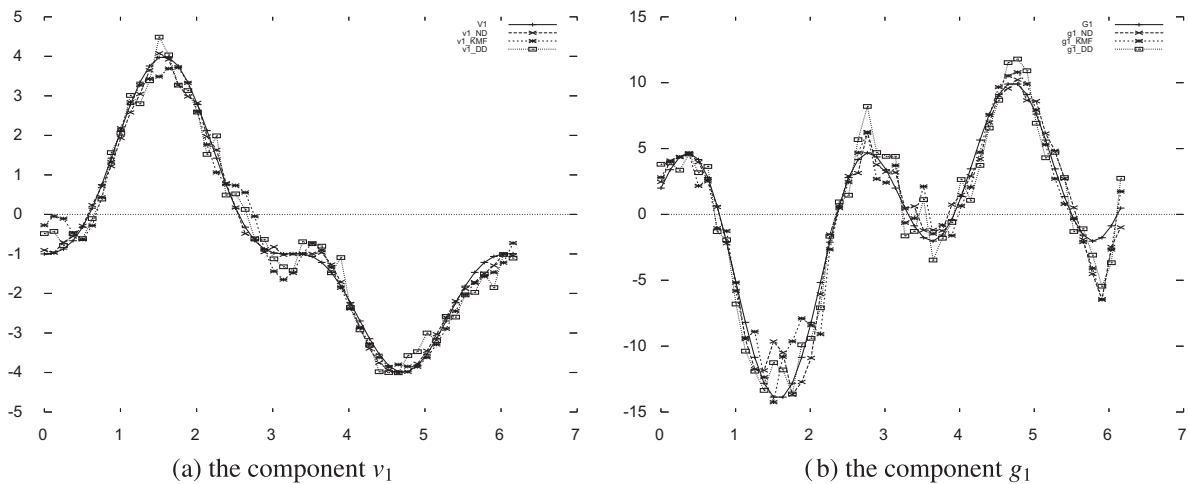 5
4
3
2
1
0
-1
-2
-3
-4
-5
0 1 2 3 4 5 6 7
V1
v1_ND
v1_KMF
v1_DD
(a) the component v1
15
10
5
0
-5
-10
-15
0 1 2 3 4 5 6 7
G1
g1_ND
g1_KMF
g1_DD
(b) the component g1